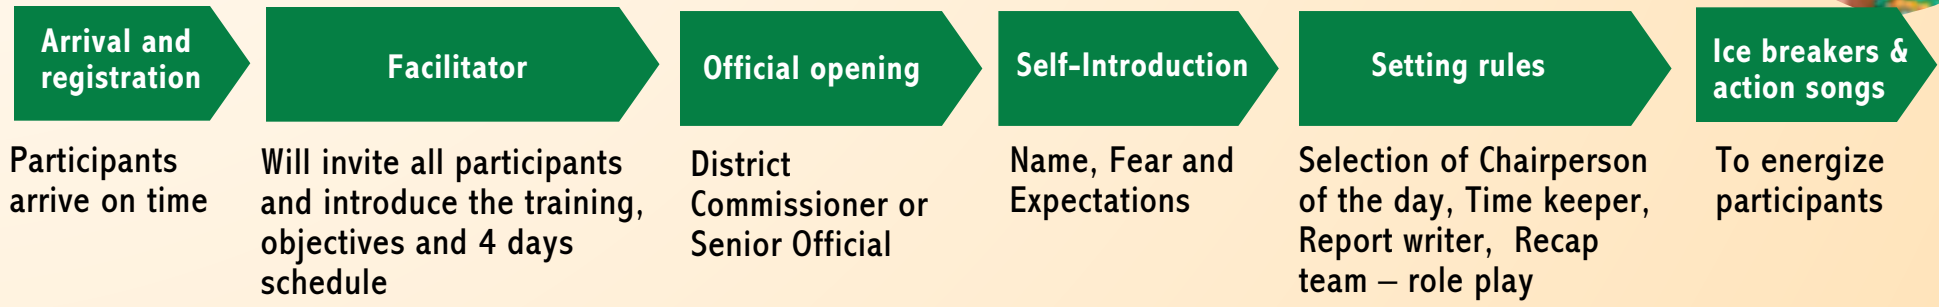 Arrival and
registration
Participants
arrive on time
Facilitator
Will invite all participants
and introduce the training,
objectives and 4 days
schedule
Official opening
District
Commissioner or
Senior Official
Self-Introduction
Name, Fear and
Expectations
Setting rules
Selection of Chairperson
of the day, Time keeper,
Report writer, Recap
team – role play
Ice breakers &
action songs
To energize
participants